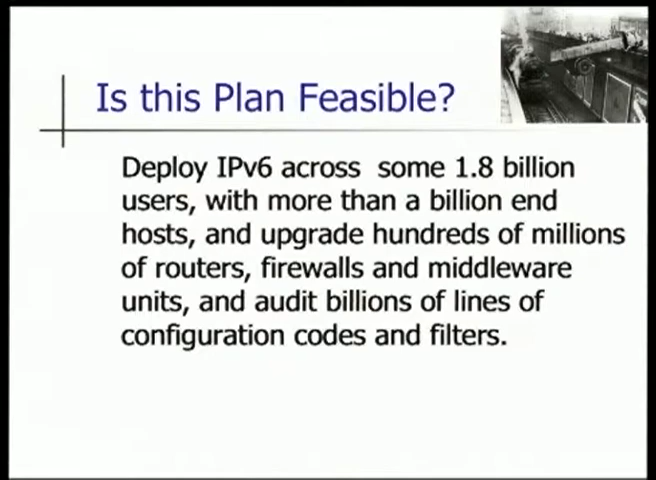 Is this Plan Feasible?
Deploy IPv6 across some 1.8 billion
users, with more than a billion end
hosts, and upgrade hundreds of millions
of routers, firewalls and middleware
units, and audit billions of lines of
configuration codes and filters.